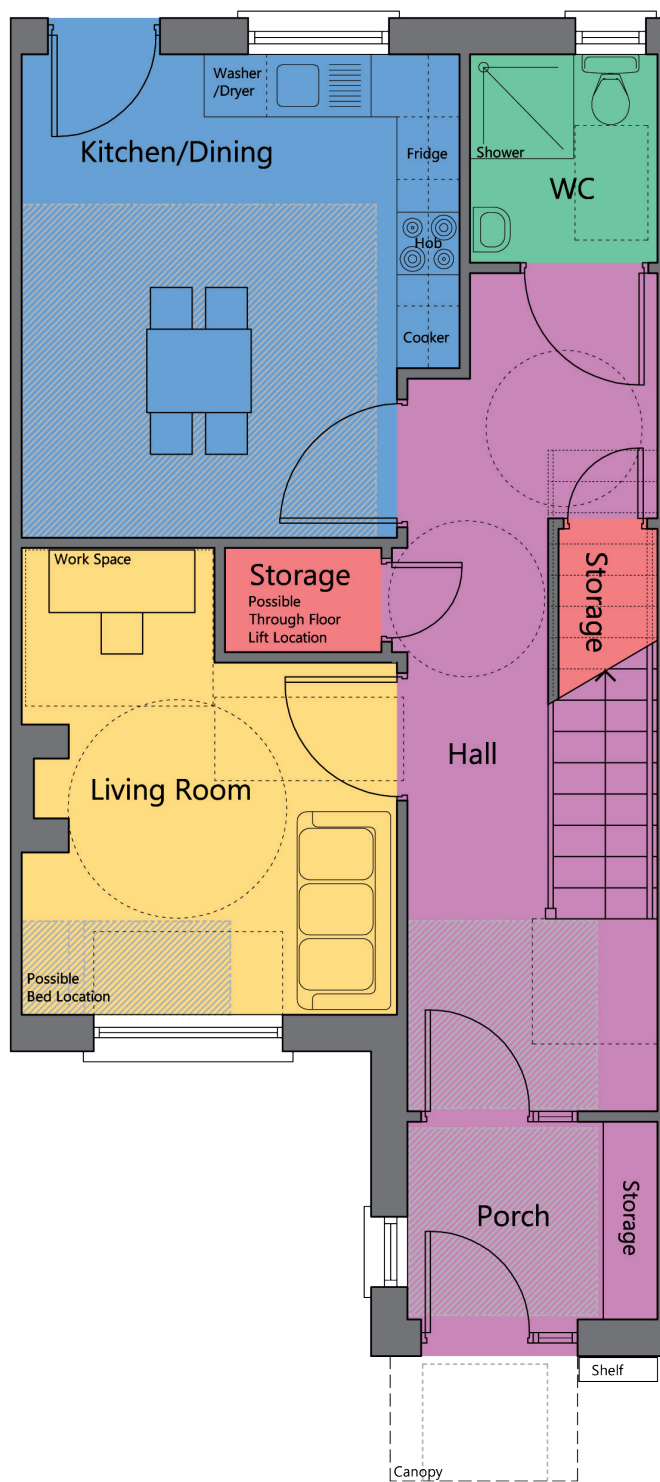 Washer
/Dryer
Kitchen/Dining
Fridge
Shower
WC
Hob
Cooker
Work Space
Storage
Possible
Through Floor
Lift Location
Storage
Hall
Living Room
Possible
Bed Location
Porch
Storage
Shelf
Canopy